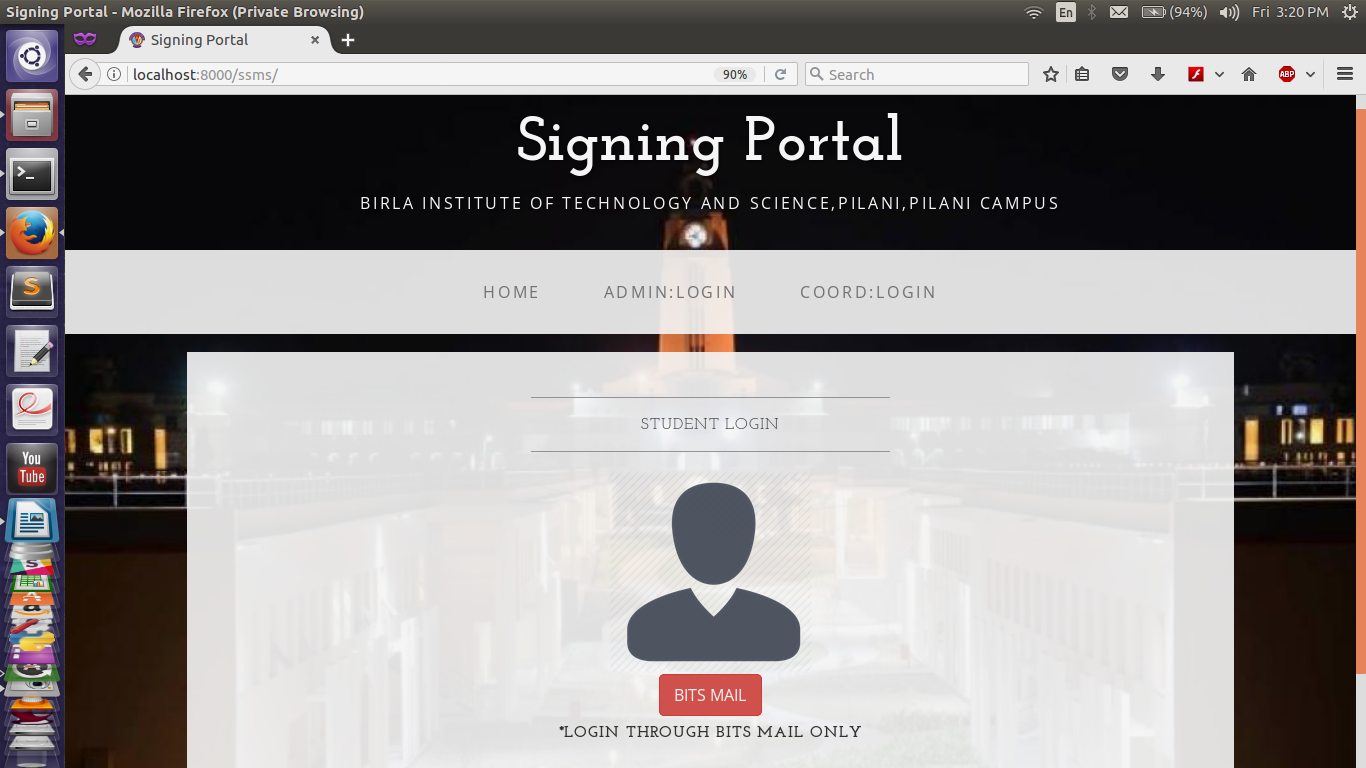 Signing Portal - Mozilla Firefox (Private Browsing)
En
(94%)
Fri 3:20 PM
Signing Portal
localhost:8000/ssms/
90%
Search
ABP
Signing Portal
BIRLA INSTITUTE OF TECHNOLOGY AND SCIENCE,PILANI,PILANI CAMPUS
HOME
ADMIN:LOGIN
COORD:LOGIN
STUDENT LOGIN
BITS MAIL
*LOGIN THROUGH BITS MAIL ONLY
You
Tube